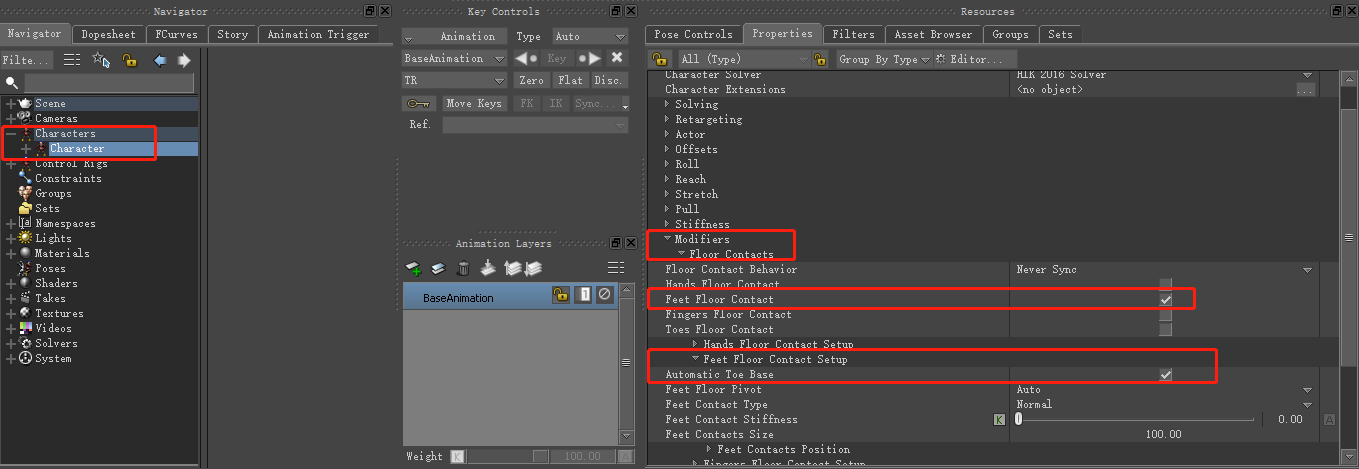 Navigator
Navigator Dopesheet FCurves Story Animation Trigger
Filte...
Scene
Cameras
Characters
Character
Control Rigs
Constraints
Groups
Sets
Namespaces
Lights
Materials
Poses
Shaders
Takes
Textures
Videos
Solvers
System
Key Controls
Animation Type Auto
BaseAnimation Key
TR Zero Flat Disc.
Move Keys FK IK Sync...
Ref.
Animation Layers
BaseAnimation 1
Weight K 100.00 A
Resources
Pose Controls Properties Filters Asset Browser Groups Sets
All (Type) Group By Type Editor...
Character Solver HIK 2016 Solver
Character Extensions <no object> ...
Solving
Retargeting
Actor
Offsets
Roll
Reach
Stretch
Pull
Stiffness
Modifiers
Floor Contacts
Floor Contact Behavior Never Sync
Hands Floor Contact
Feet Floor Contact
Fingers Floor Contact
Toes Floor Contact
Hands Floor Contact Setup
Feet Floor Contact Setup
Automatic Toe Base
Feet Floor Pivot Auto
Feet Contact Type Normal
Feet Contact Stiffness K 0.00 A
Feet Contacts Size 100.00
Feet Contacts Position
Fingers Floor Contact Setup